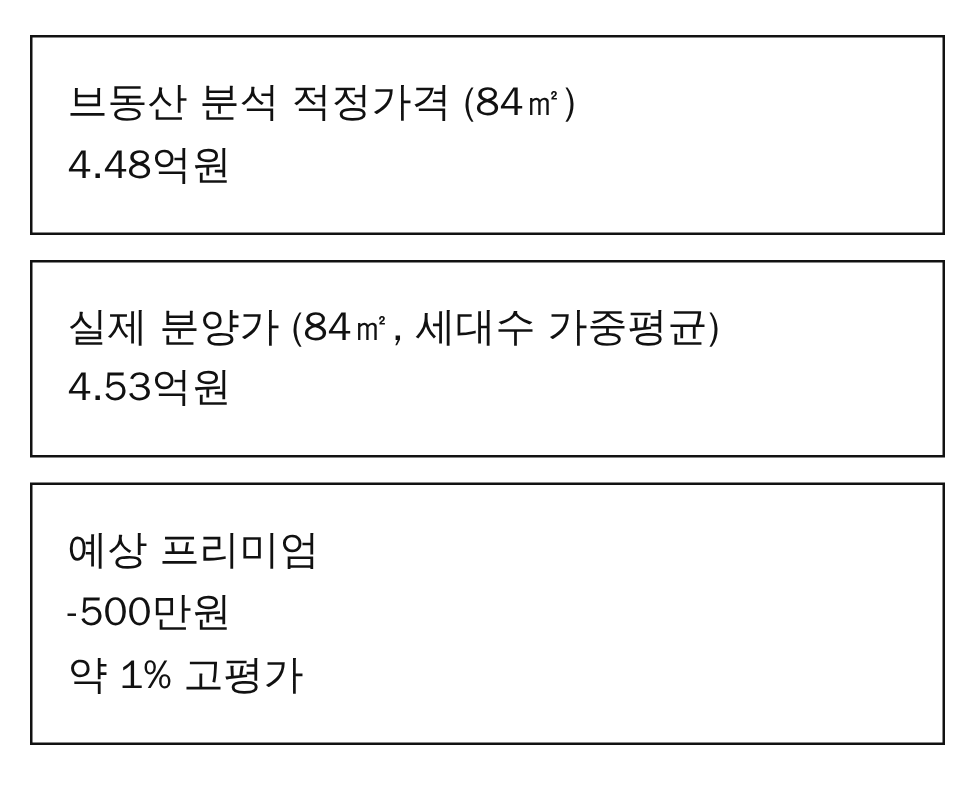 브동산 분석 적정가격 (84㎡)
4.48억원
실제 분양가 (84㎡, 세대수 가중평균)
4.53억원
예상 프리미엄
-500만원
약 1% 고평가